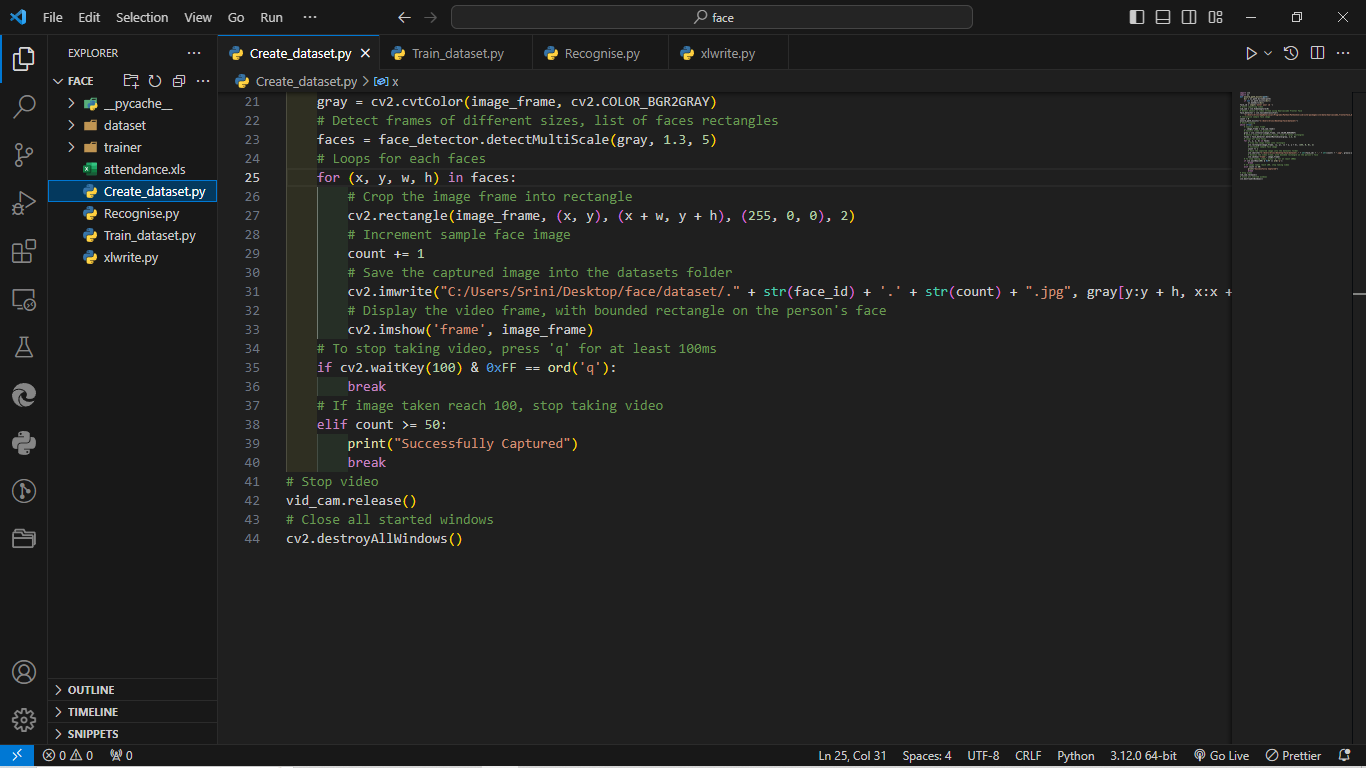 File Edit Selection View Go Run ··· face
EXPLORER ···
FACE ···
__pycache__
dataset
trainer
attendance.xls
Create_dataset.py
Recognise.py
Train_dataset.py
xlwrite.py
OUTLINE
TIMELINE
SNIPPETS
Create_dataset.py Train_dataset.py Recognise.py xlwrite.py ···
Create_dataset.py > x
21 gray = cv2.cvtColor(image_frame, cv2.COLOR_BGR2GRAY)
22 # Detect frames of different sizes, list of faces rectangles
23 faces = face_detector.detectMultiScale(gray, 1.3, 5)
24 # Loops for each faces
25 for (x, y, w, h) in faces:
26 # Crop the image frame into rectangle
27 cv2.rectangle(image_frame, (x, y), (x + w, y + h), (255, 0, 0), 2)
28 # Increment sample face image
29 count += 1
30 # Save the captured image into the datasets folder
31 cv2.imwrite("C:/Users/Srini/Desktop/face/dataset/." + str(face_id) + '.' + str(count) + ".jpg", gray[y:y + h, x:x +
32 # Display the video frame, with bounded rectangle on the person's face
33 cv2.imshow('frame', image_frame)
34 # To stop taking video, press 'q' for at least 100ms
35 if cv2.waitKey(100) & 0xFF == ord('q'):
36 break
37 # If image taken reach 100, stop taking video
38 elif count >= 50:
39 print("Successfully Captured")
40 break
41 # Stop video
42 vid_cam.release()
43 # Close all started windows
44 cv2.destroyAllWindows()
0 0 0 Ln 25, Col 31 Spaces: 4 UTF-8 CRLF Python 3.12.0 64-bit Go Live Prettier